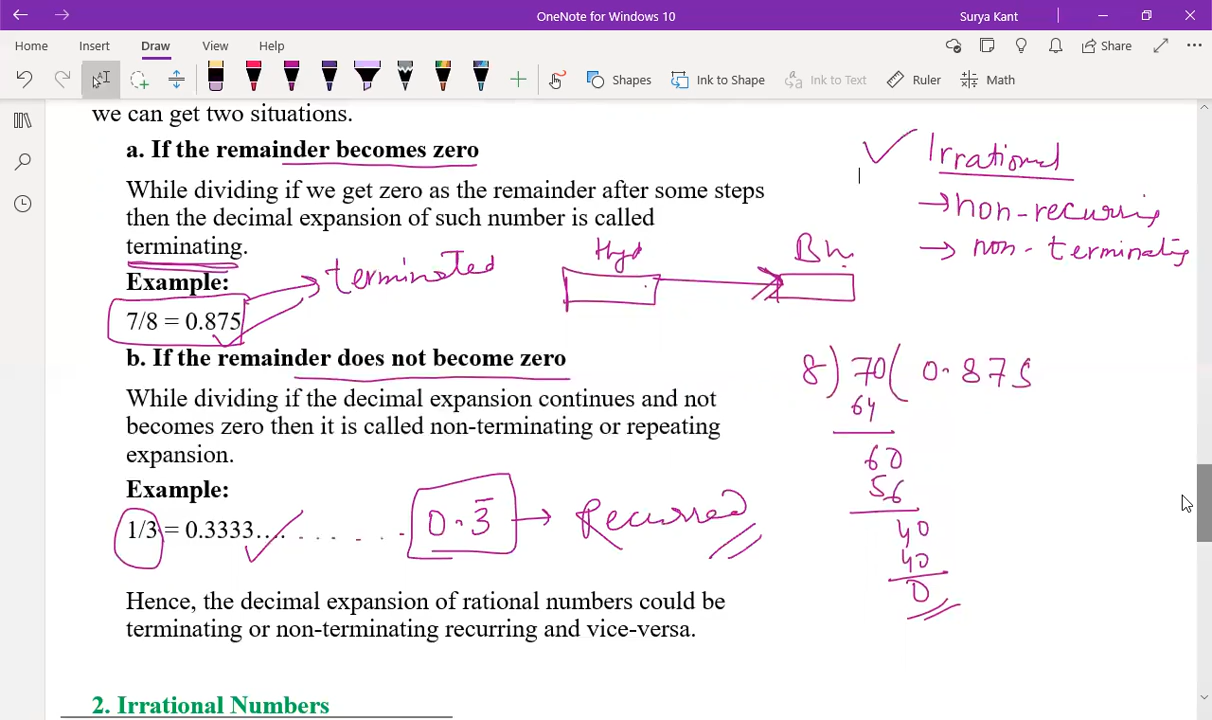 OneNote for Windows 10
Surya Kant
Home Insert Draw View Help
Share
Shapes Ink to Shape Ink to Text Ruler Math
we can get two situations.
a. If the remainder becomes zero
While dividing if we get zero as the remainder after some steps
then the decimal expansion of such number is called
terminating.
Example:
7/8 = 0.875
terminated
Hyd
Bh.
Irrational
→ non-recurring
→ non-terminating
b. If the remainder does not become zero
While dividing if the decimal expansion continues and not
becomes zero then it is called non-terminating or repeating
expansion.
Example:
1/3 = 0.3333.... . . . . . 0.3̅ → Recurred
8) 70 ( 0.875
64
60
56
40
40
0
Hence, the decimal expansion of rational numbers could be
terminating or non-terminating recurring and vice-versa.
2. Irrational Numbers